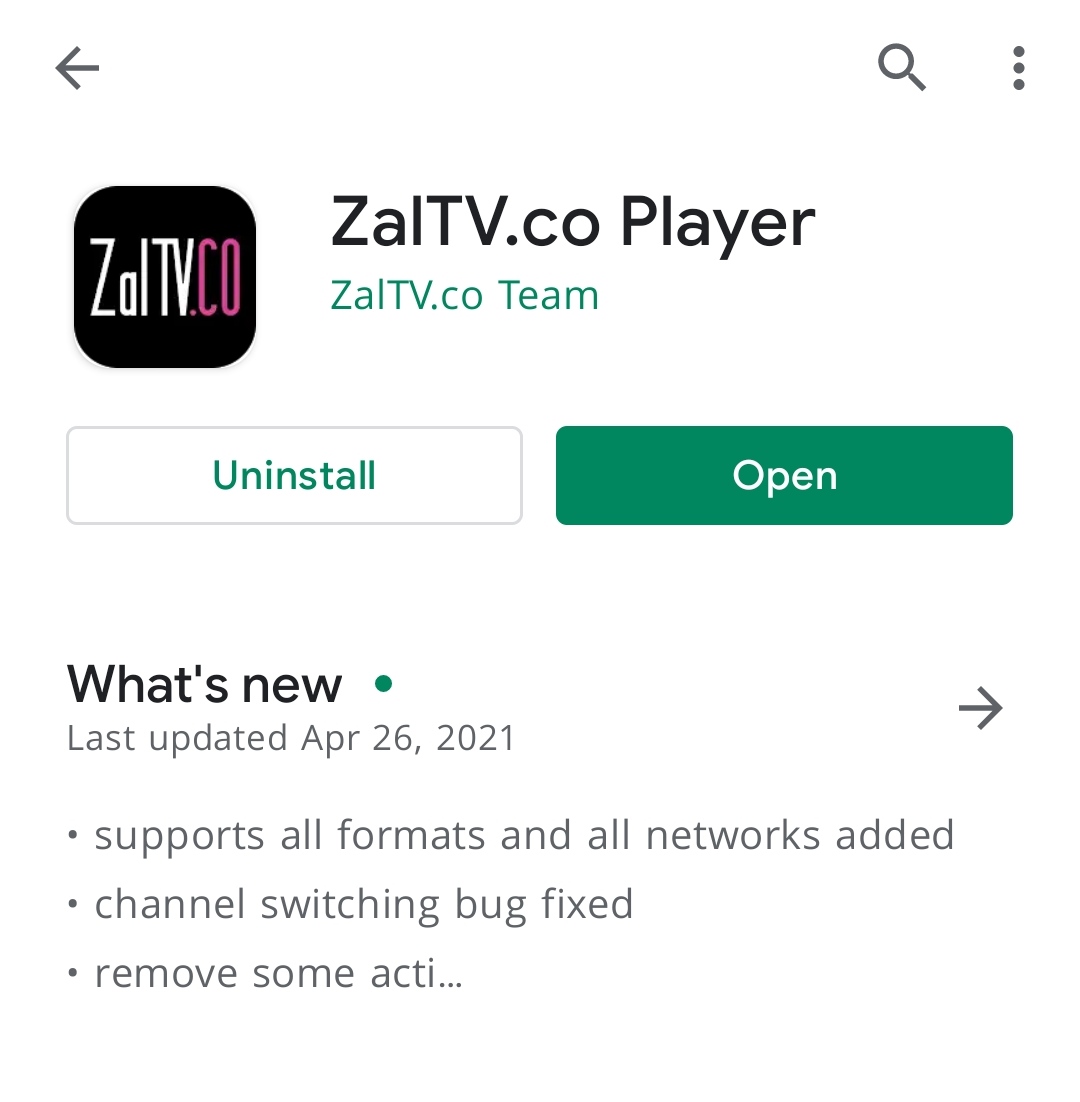 ZalTV.CO
ZalTV.co Player
ZalTV.co Team
Uninstall
Open
What's new
Last updated Apr 26, 2021
• supports all formats and all networks added
• channel switching bug fixed
• remove some acti...